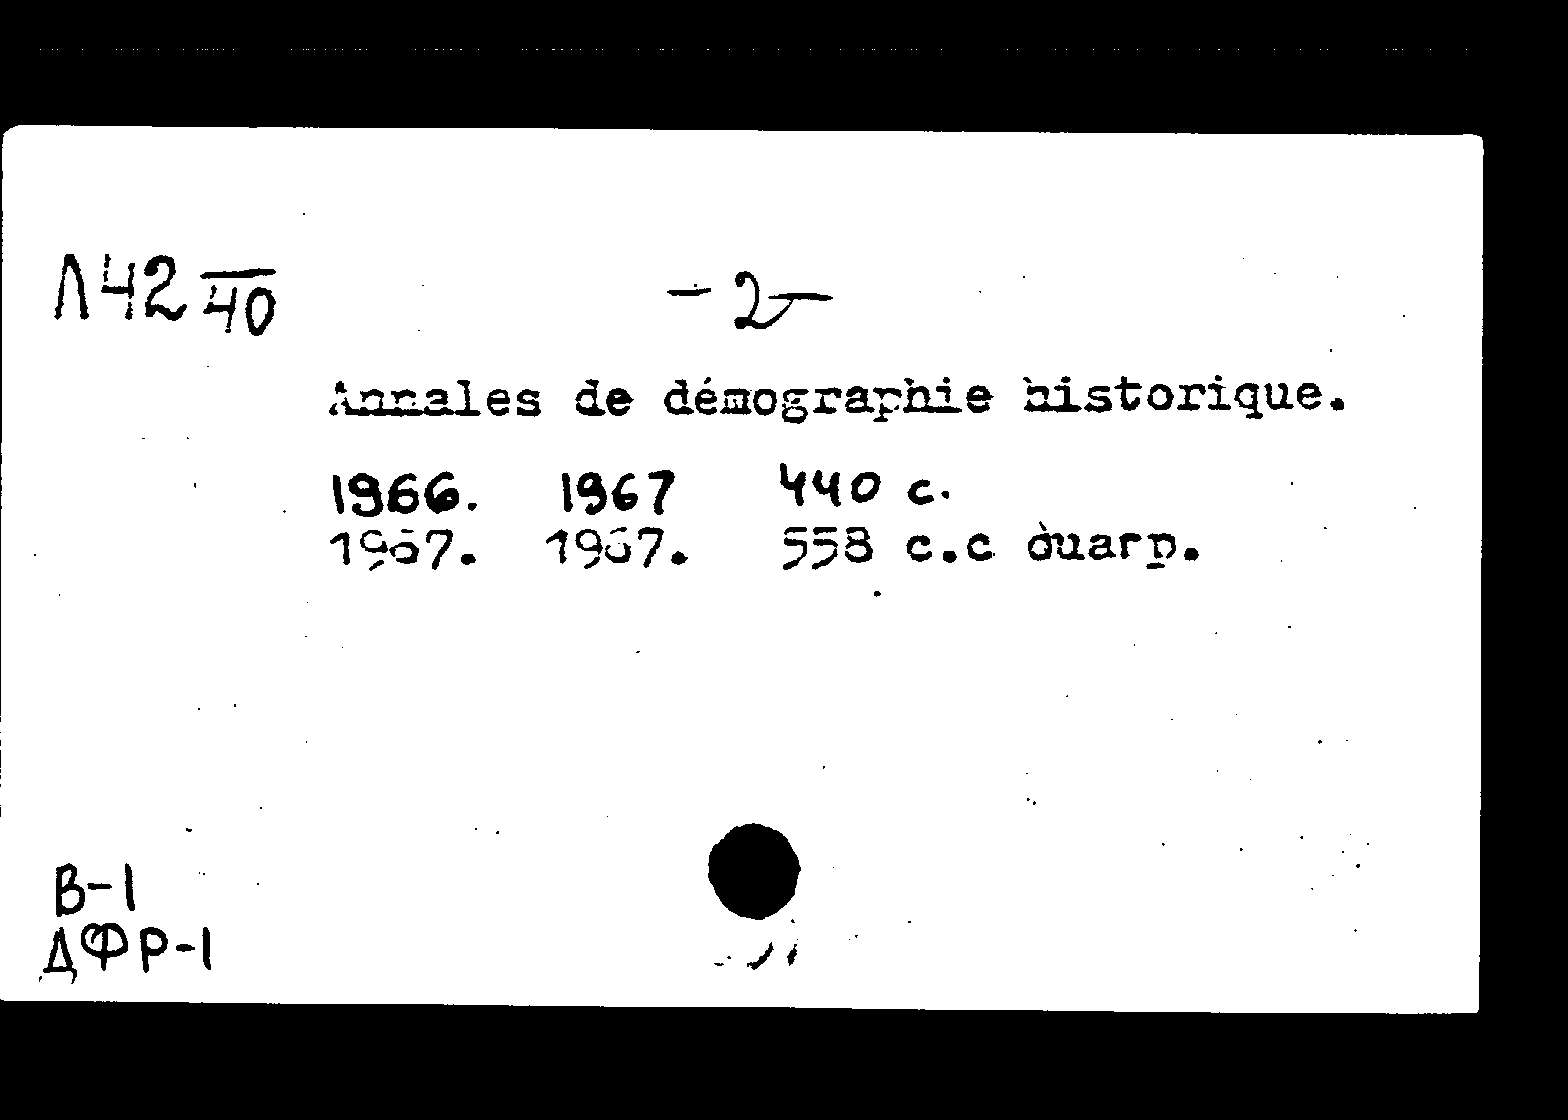 Л42 40
- 2 -
Annales de démographie historique.
1966. 1967 440 с.
1967. 1967. 558 с.с диагр.
В-1
ДФР-1